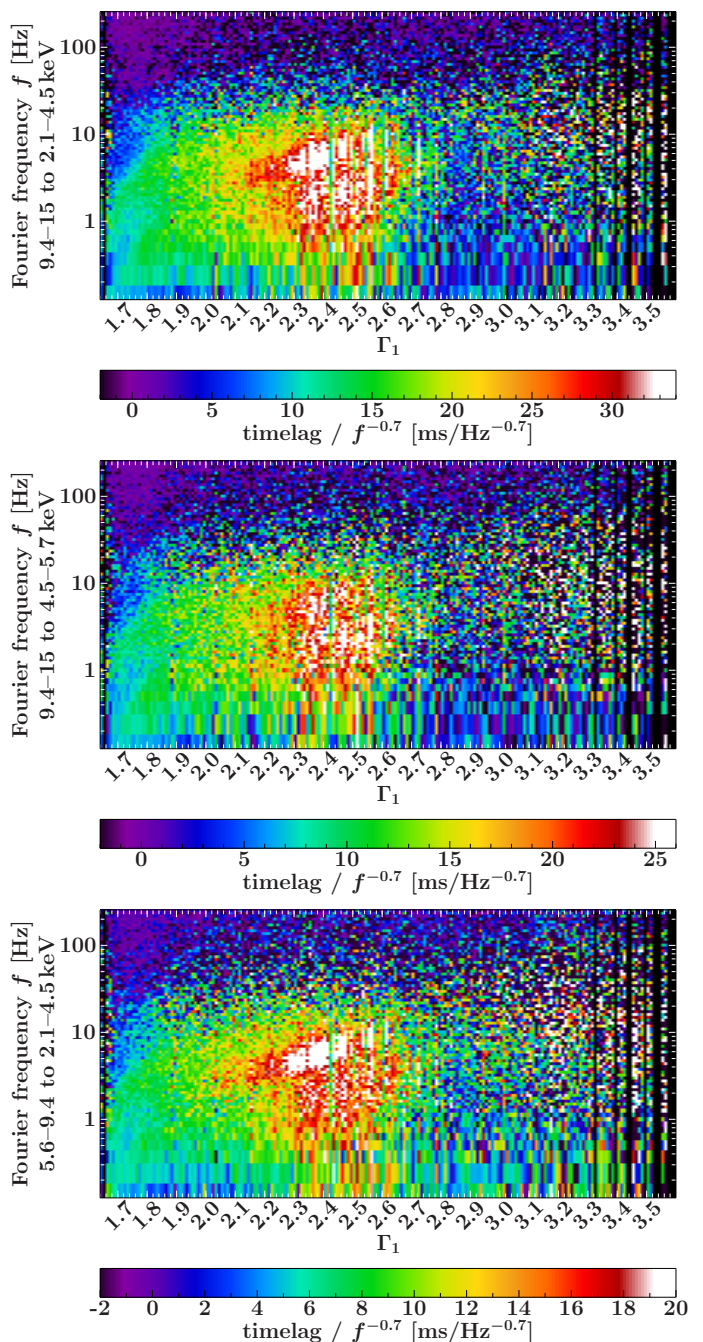 Fourier frequency f [Hz]
9.4–15 to 2.1–4.5 keV
100
10
1
1.7 1.8 1.9 2.0 2.1 2.2 2.3 2.4 2.5 2.6 2.7 2.8 2.9 3.0 3.1 3.2 3.3 3.4 3.5
Γ₁
0 5 10 15 20 25 30
timelag / f⁻⁰·⁷ [ms/Hz⁻⁰·⁷]
Fourier frequency f [Hz]
9.4–15 to 4.5–5.7 keV
100
10
1
1.7 1.8 1.9 2.0 2.1 2.2 2.3 2.4 2.5 2.6 2.7 2.8 2.9 3.0 3.1 3.2 3.3 3.4 3.5
Γ₁
0 5 10 15 20 25
timelag / f⁻⁰·⁷ [ms/Hz⁻⁰·⁷]
Fourier frequency f [Hz]
5.6–9.4 to 2.1–4.5 keV
100
10
1
1.7 1.8 1.9 2.0 2.1 2.2 2.3 2.4 2.5 2.6 2.7 2.8 2.9 3.0 3.1 3.2 3.3 3.4 3.5
Γ₁
-2 0 2 4 6 8 10 12 14 16 18 20
timelag / f⁻⁰·⁷ [ms/Hz⁻⁰·⁷]